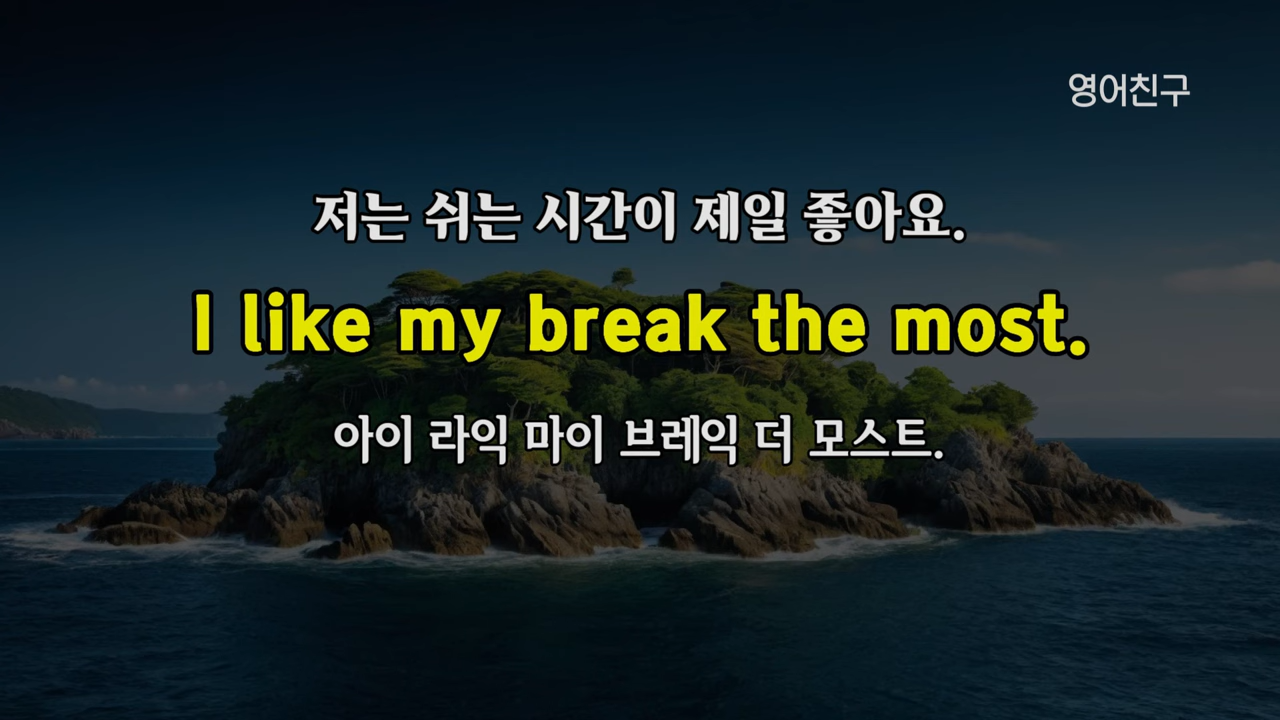 영어친구
저는 쉬는 시간이 제일 좋아요.
I like my break the most.
아이 라익 마이 브레익 더 모스트.